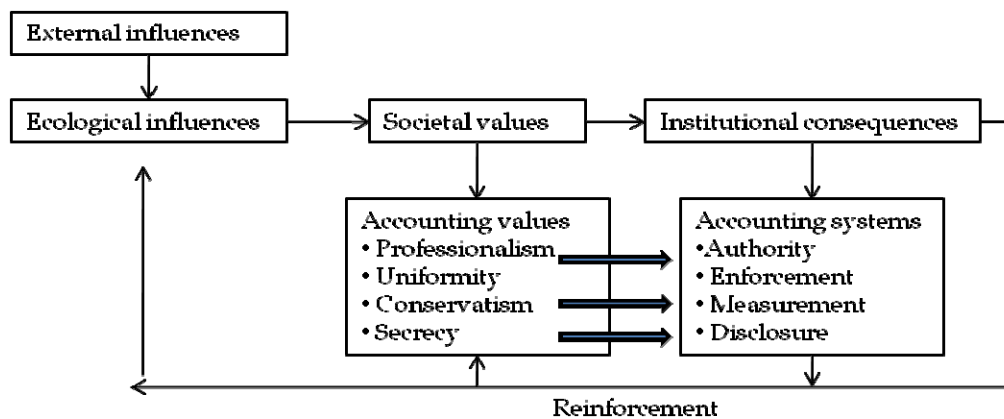 External influences
Ecological influences
Societal values
Institutional consequences
Accounting values
• Professionalism
• Uniformity
• Conservatism
• Secrecy
Accounting systems
•Authority
• Enforcement
• Measurement
• Disclosure
Reinforcement